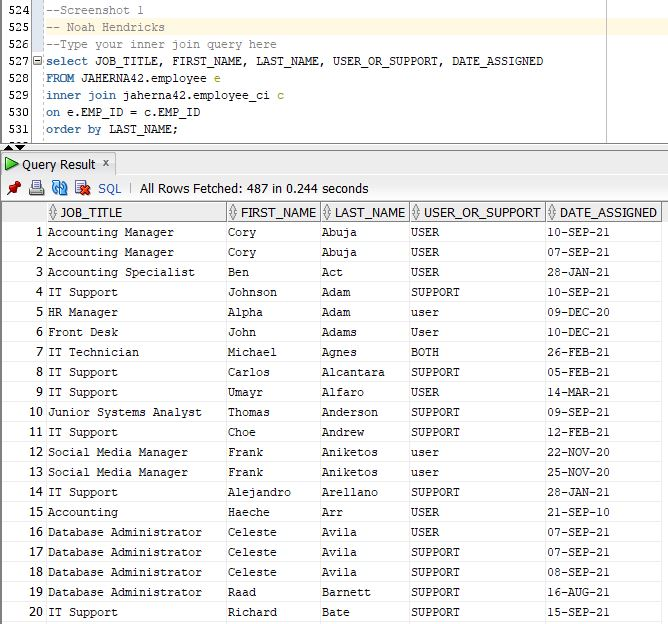 524 --Screenshot 1
525 -- Noah Hendricks
526 --Type your inner join query here
527 select JOB_TITLE, FIRST_NAME, LAST_NAME, USER_OR_SUPPORT, DATE_ASSIGNED
528 FROM JAHERNA42.employee e
529 inner join jaherna42.employee_ci c
530 on e.EMP_ID = c.EMP_ID
531 order by LAST_NAME;
Query Result x
SQL | All Rows Fetched: 487 in 0.244 seconds
JOB_TITLE FIRST_NAME LAST_NAME USER_OR_SUPPORT DATE_ASSIGNED
1 Accounting Manager Cory Abuja USER 10-SEP-21
2 Accounting Manager Cory Abuja USER 07-SEP-21
3 Accounting Specialist Ben Act USER 28-JAN-21
4 IT Support Johnson Adam SUPPORT 10-SEP-21
5 HR Manager Alpha Adam user 09-DEC-20
6 Front Desk John Adams User 10-DEC-21
7 IT Technician Michael Agnes BOTH 26-FEB-21
8 IT Support Carlos Alcantara SUPPORT 05-FEB-21
9 IT Support Umayr Alfaro USER 14-MAR-21
10 Junior Systems Analyst Thomas Anderson SUPPORT 09-SEP-21
11 IT Support Choe Andrew SUPPORT 12-FEB-21
12 Social Media Manager Frank Aniketos user 22-NOV-20
13 Social Media Manager Frank Aniketos user 25-NOV-20
14 IT Support Alejandro Arellano SUPPORT 28-JAN-21
15 Accounting Haeche Arr USER 21-SEP-10
16 Database Administrator Celeste Avila USER 07-SEP-21
17 Database Administrator Celeste Avila SUPPORT 07-SEP-21
18 Database Administrator Celeste Avila SUPPORT 08-SEP-21
19 Database Administrator Raad Barnett SUPPORT 16-AUG-21
20 IT Support Richard Bate SUPPORT 15-SEP-21